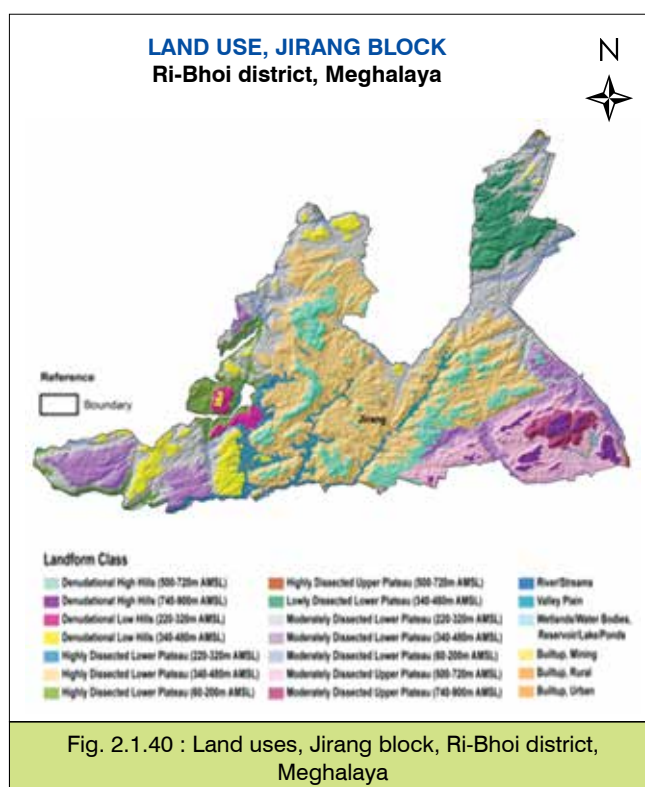 LAND USE, JIRANG BLOCK
Ri-Bhoi district, Meghalaya
N
Reference
Boundary
Jirang
Landform Class
Denudational High Hills (500-720m AMSL)
Denudational High Hills (740-900m AMSL)
Denudational Low Hills (220-320m AMSL)
Denudational Low Hills (340-480m AMSL)
Highly Dissected Lower Plateau (220-320m AMSL)
Highly Dissected Lower Plateau (340-480m AMSL)
Highly Dissected Lower Plateau (60-200m AMSL)
Highly Dissected Upper Plateau (500-720m AMSL)
Lowly Dissected Lower Plateau (340-480m AMSL)
Moderately Dissected Lower Plateau (220-320m AMSL)
Moderately Dissected Lower Plateau (340-480m AMSL)
Moderately Dissected Lower Plateau (60-200m AMSL)
Moderately Dissected Upper Plateau (500-720m AMSL)
Moderately Dissected Upper Plateau (740-900m AMSL)
River/Streams
Valley Plain
Wetlands/Water Bodies,
Reservoir/Lake/Ponds
Builtup, Mining
Builtup, Rural
Builtup, Urban
Fig. 2.1.40 : Land uses, Jirang block, Ri-Bhoi district,
Meghalaya